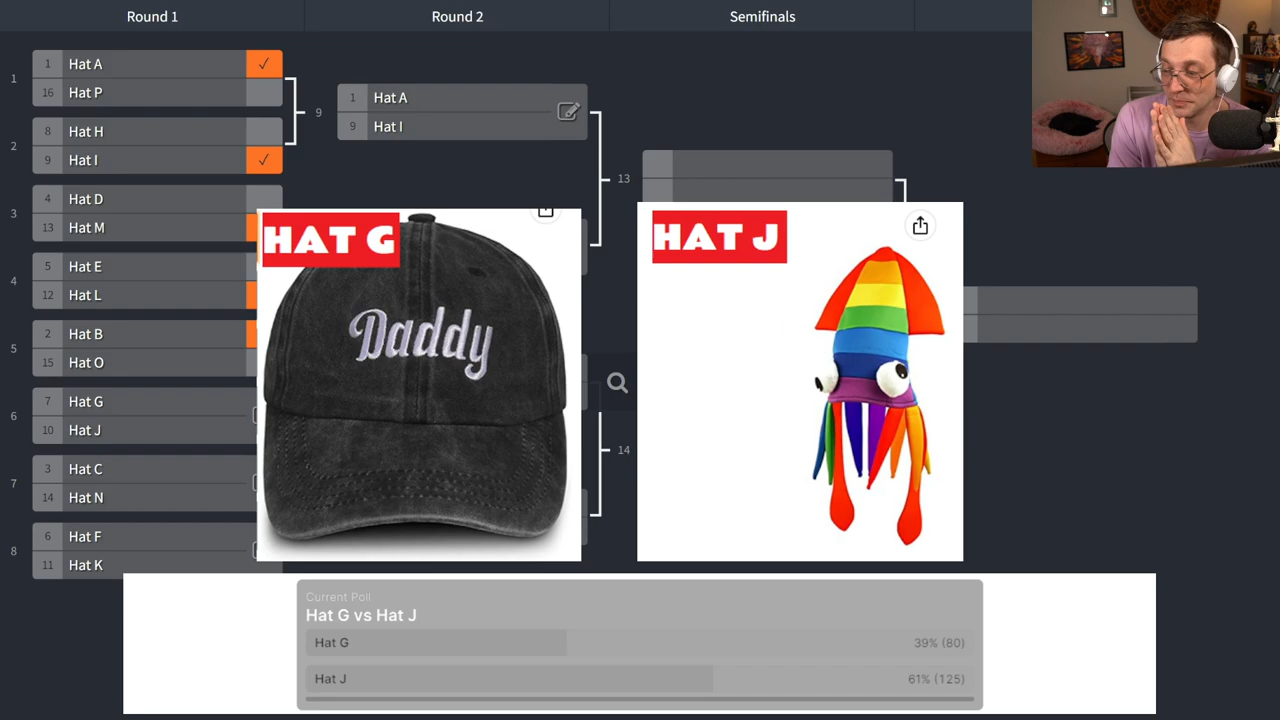 Round 1
Round 2
Semifinals
1
1 Hat A ✓
16 Hat P
2
8 Hat H
9 Hat I ✓
3
4 Hat D
13 Hat M
4
5 Hat E
12 Hat L
5
2 Hat B
15 Hat O
6
7 Hat G
10 Hat J
7
3 Hat C
14 Hat N
8
6 Hat F
11 Hat K
9
1 Hat A
9 Hat I
13
14
HAT G
Daddy
HAT J
Current Poll
Hat G vs Hat J
Hat G 39% (80)
Hat J 61% (125)